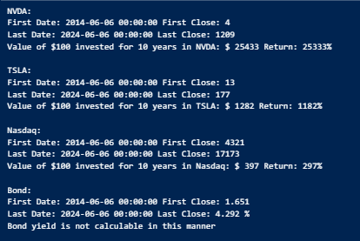 NVDA:
First Date: 2014-06-06 00:00:00 First Close: 4
Last Date: 2024-06-06 00:00:00 Last Close: 1209
Value of $100 invested for 10 years in NVDA: $ 25433 Return: 25333%
TSLA:
First Date: 2014-06-06 00:00:00 First Close: 13
Last Date: 2024-06-06 00:00:00 Last Close: 177
Value of $100 invested for 10 years in TSLA: $ 1282 Return: 1182%
Nasdaq:
First Date: 2014-06-06 00:00:00 First Close: 4321
Last Date: 2024-06-06 00:00:00 Last Close: 17173
Value of $100 invested for 10 years in Nasdaq: $ 397 Return: 297%
Bond:
First Date: 2014-06-06 00:00:00 First Close: 1.651
Last Date: 2024-06-06 00:00:00 Last Close: 4.292 %
Bond yield is not calculable in this manner